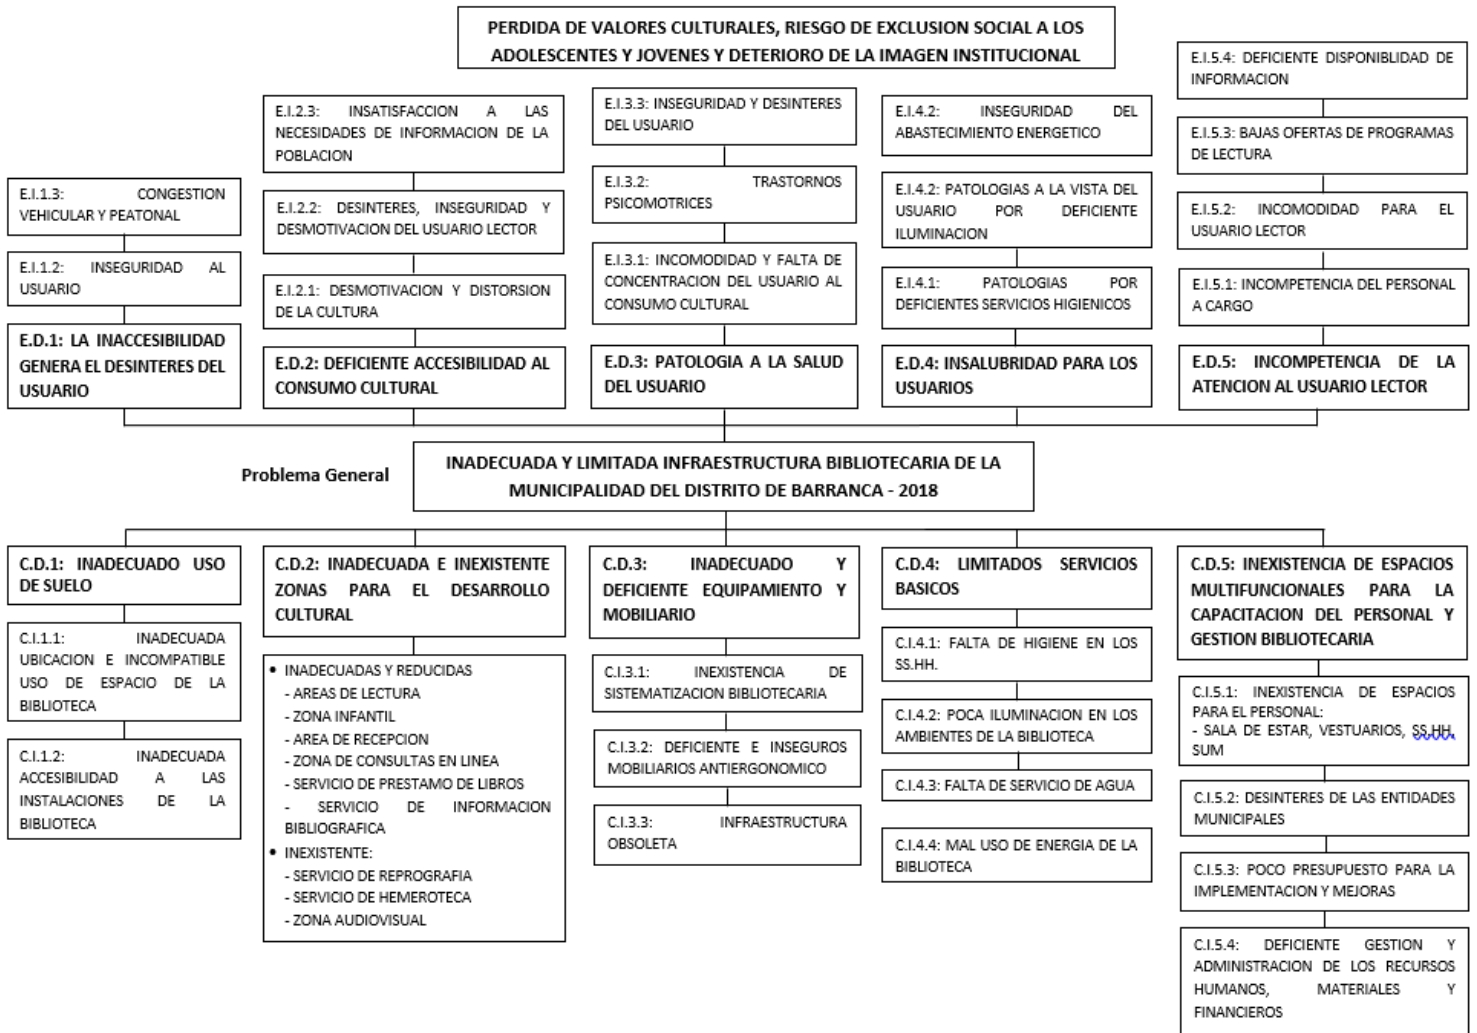 PERDIDA DE VALORES CULTURALES, RIESGO DE EXCLUSION SOCIAL A LOS
ADOLESCENTES Y JOVENES Y DETERIORO DE LA IMAGEN INSTITUCIONAL
E.I.1.3: CONGESTION
VEHICULAR Y PEATONAL
E.I.1.2: INSEGURIDAD AL
USUARIO
E.D.1: LA INACCESIBILIDAD
GENERA EL DESINTERES DEL
USUARIO
E.I.2.3: INSATISFACCION A LAS
NECESIDADES DE INFORMACION DE LA
POBLACION
E.I.2.2: DESINTERES, INSEGURIDAD Y
DESMOTIVACION DEL USUARIO LECTOR
E.I.2.1: DESMOTIVACION Y DISTORSION
DE LA CULTURA
E.D.2: DEFICIENTE ACCESIBILIDAD AL
CONSUMO CULTURAL
E.I.3.3: INSEGURIDAD Y DESINTERES
DEL USUARIO
E.I.3.2: TRASTORNOS
PSICOMOTRICES
E.I.3.1: INCOMODIDAD Y FALTA DE
CONCENTRACION DEL USUARIO AL
CONSUMO CULTURAL
E.D.3: PATOLOGIA A LA SALUD
DEL USUARIO
E.I.4.2: INSEGURIDAD DEL
ABASTECIMIENTO ENERGETICO
E.I.4.2: PATOLOGIAS A LA VISTA DEL
USUARIO POR DEFICIENTE
ILUMINACION
E.I.4.1: PATOLOGIAS POR
DEFICIENTES SERVICIOS HIGIENICOS
E.D.4: INSALUBRIDAD PARA LOS
USUARIOS
E.I.5.4: DEFICIENTE DISPONIBLIDAD DE
INFORMACION
E.I.5.3: BAJAS OFERTAS DE PROGRAMAS
DE LECTURA
E.I.5.2: INCOMODIDAD PARA EL
USUARIO LECTOR
E.I.5.1: INCOMPETENCIA DEL PERSONAL
A CARGO
E.D.5: INCOMPETENCIA DE LA
ATENCION AL USUARIO LECTOR
Problema General
INADECUADA Y LIMITADA INFRAESTRUCTURA BIBLIOTECARIA DE LA
MUNICIPALIDAD DEL DISTRITO DE BARRANCA - 2018
C.D.1: INADECUADO USO
DE SUELO
C.I.1.1: INADECUADA
UBICACION E INCOMPATIBLE
USO DE ESPACIO DE LA
BIBLIOTECA
C.I.1.2: INADECUADA
ACCESIBILIDAD A LAS
INSTALACIONES DE LA
BIBLIOTECA
C.D.2: INADECUADA E INEXISTENTE
ZONAS PARA EL DESARROLLO
CULTURAL
• INADECUADAS Y REDUCIDAS
- AREAS DE LECTURA
- ZONA INFANTIL
- AREA DE RECEPCION
- ZONA DE CONSULTAS EN LINEA
- SERVICIO DE PRESTAMO DE LIBROS
- SERVICIO DE INFORMACION
BIBLIOGRAFICA
• INEXISTENTE:
- SERVICIO DE REPROGRAFIA
- SERVICIO DE HEMEROTECA
- ZONA AUDIOVISUAL
C.D.3: INADECUADO Y
DEFICIENTE EQUIPAMIENTO Y
MOBILIARIO
C.I.3.1: INEXISTENCIA DE
SISTEMATIZACION BIBLIOTECARIA
C.I.3.2: DEFICIENTE E INSEGUROS
MOBILIARIOS ANTIERGONOMICO
C.I.3.3: INFRAESTRUCTURA
OBSOLETA
C.D.4: LIMITADOS SERVICIOS
BASICOS
C.I.4.1: FALTA DE HIGIENE EN LOS
SS.HH.
C.I.4.2: POCA ILUMINACION EN LOS
AMBIENTES DE LA BIBLIOTECA
C.I.4.3: FALTA DE SERVICIO DE AGUA
C.I.4.4: MAL USO DE ENERGIA DE LA
BIBLIOTECA
C.D.5: INEXISTENCIA DE ESPACIOS
MULTIFUNCIONALES PARA LA
CAPACITACION DEL PERSONAL Y
GESTION BIBLIOTECARIA
C.I.5.1: INEXISTENCIA DE ESPACIOS
PARA EL PERSONAL:
- SALA DE ESTAR, VESTUARIOS, SS.HH,
SUM
C.I.5.2: DESINTERES DE LAS ENTIDADES
MUNICIPALES
C.I.5.3: POCO PRESUPUESTO PARA LA
IMPLEMENTACION Y MEJORAS
C.I.5.4: DEFICIENTE GESTION Y
ADMINISTRACION DE LOS RECURSOS
HUMANOS, MATERIALES Y
FINANCIEROS